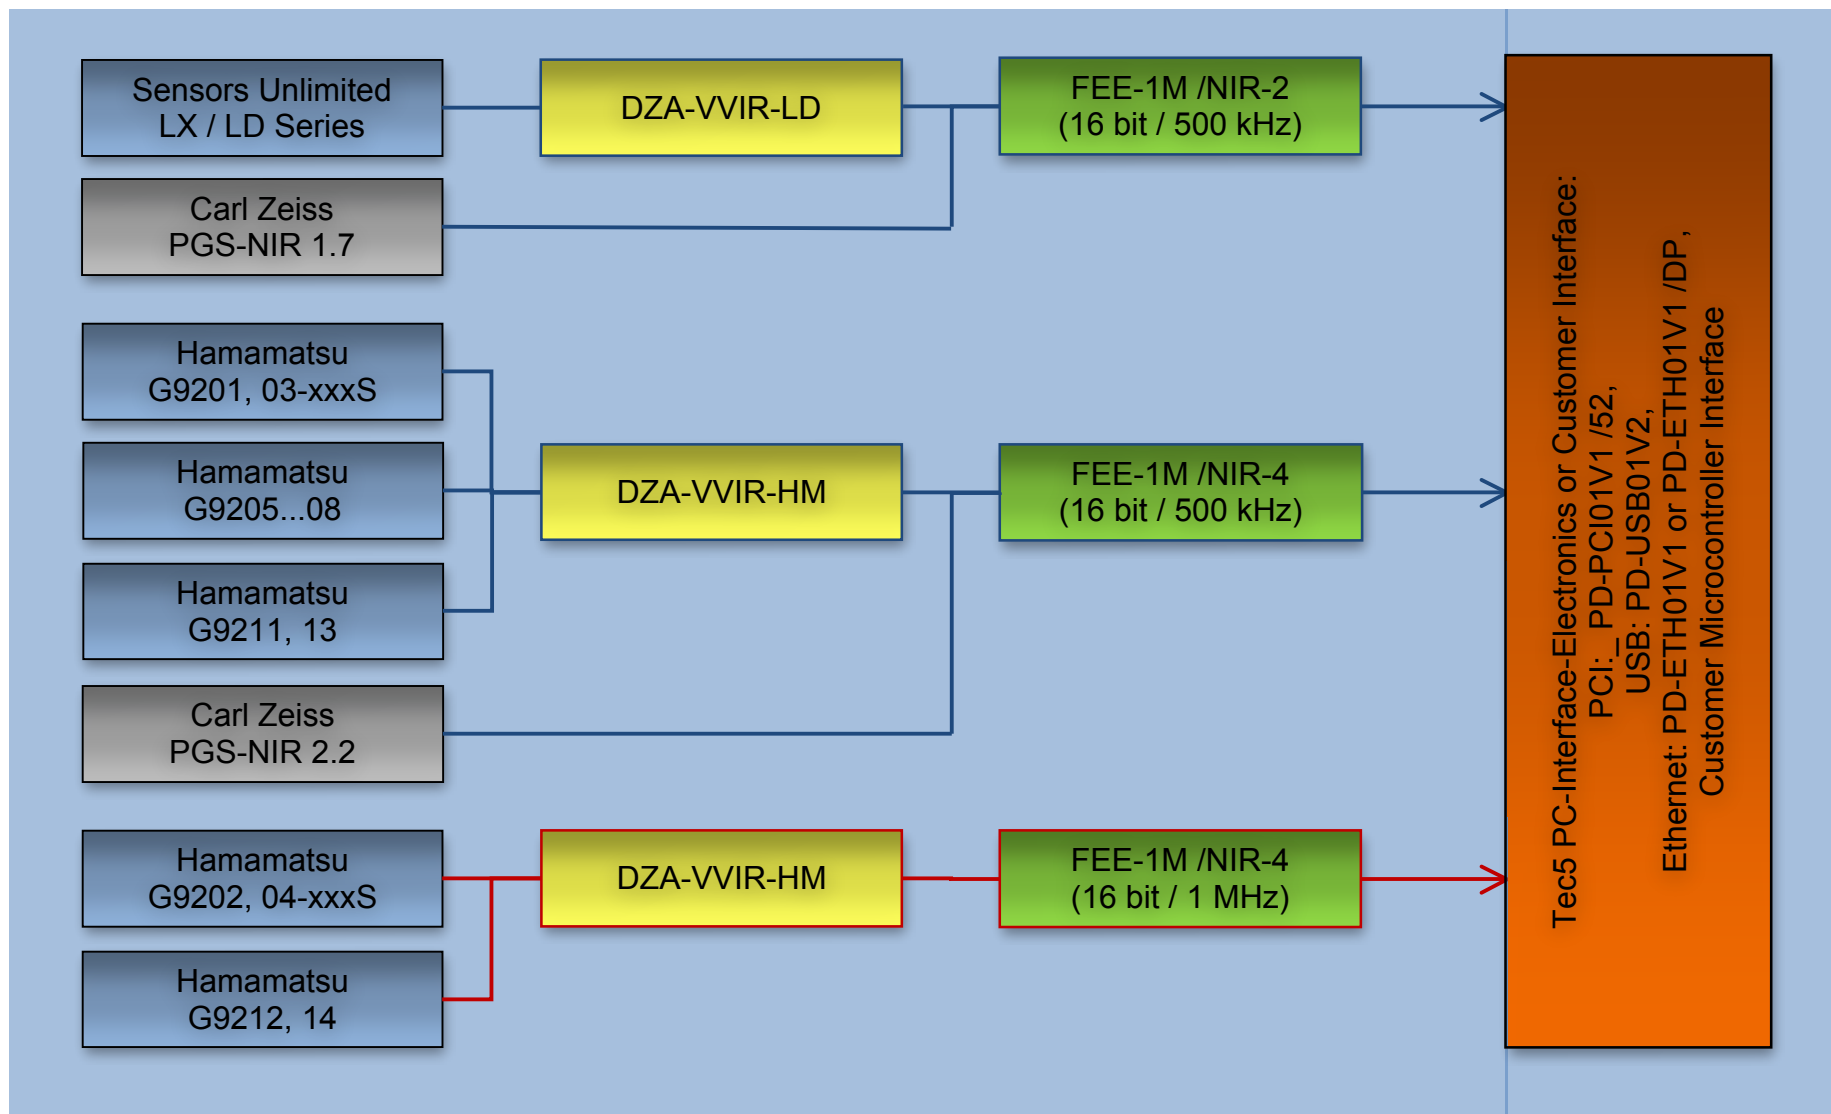 Sensors Unlimited
LX / LD Series
DZA-VVIR-LD
FEE-1M /NIR-2
(16 bit / 500 kHz)
Carl Zeiss
PGS-NIR 1.7
Hamamatsu
G9201, 03-xxxS
Hamamatsu
G9205...08
DZA-VVIR-HM
FEE-1M /NIR-4
(16 bit / 500 kHz)
Hamamatsu
G9211, 13
Carl Zeiss
PGS-NIR 2.2
Hamamatsu
G9202, 04-xxxS
DZA-VVIR-HM
FEE-1M /NIR-4
(16 bit / 1 MHz)
Hamamatsu
G9212, 14
Tec5 PC-Interface-Electronics or Customer Interface:
PCI:_ PD-PCI01V1 /52,
USB: PD-USB01V2,
Ethernet: PD-ETH01V1 or PD-ETH01V1 /DP,
Customer Microcontroller Interface